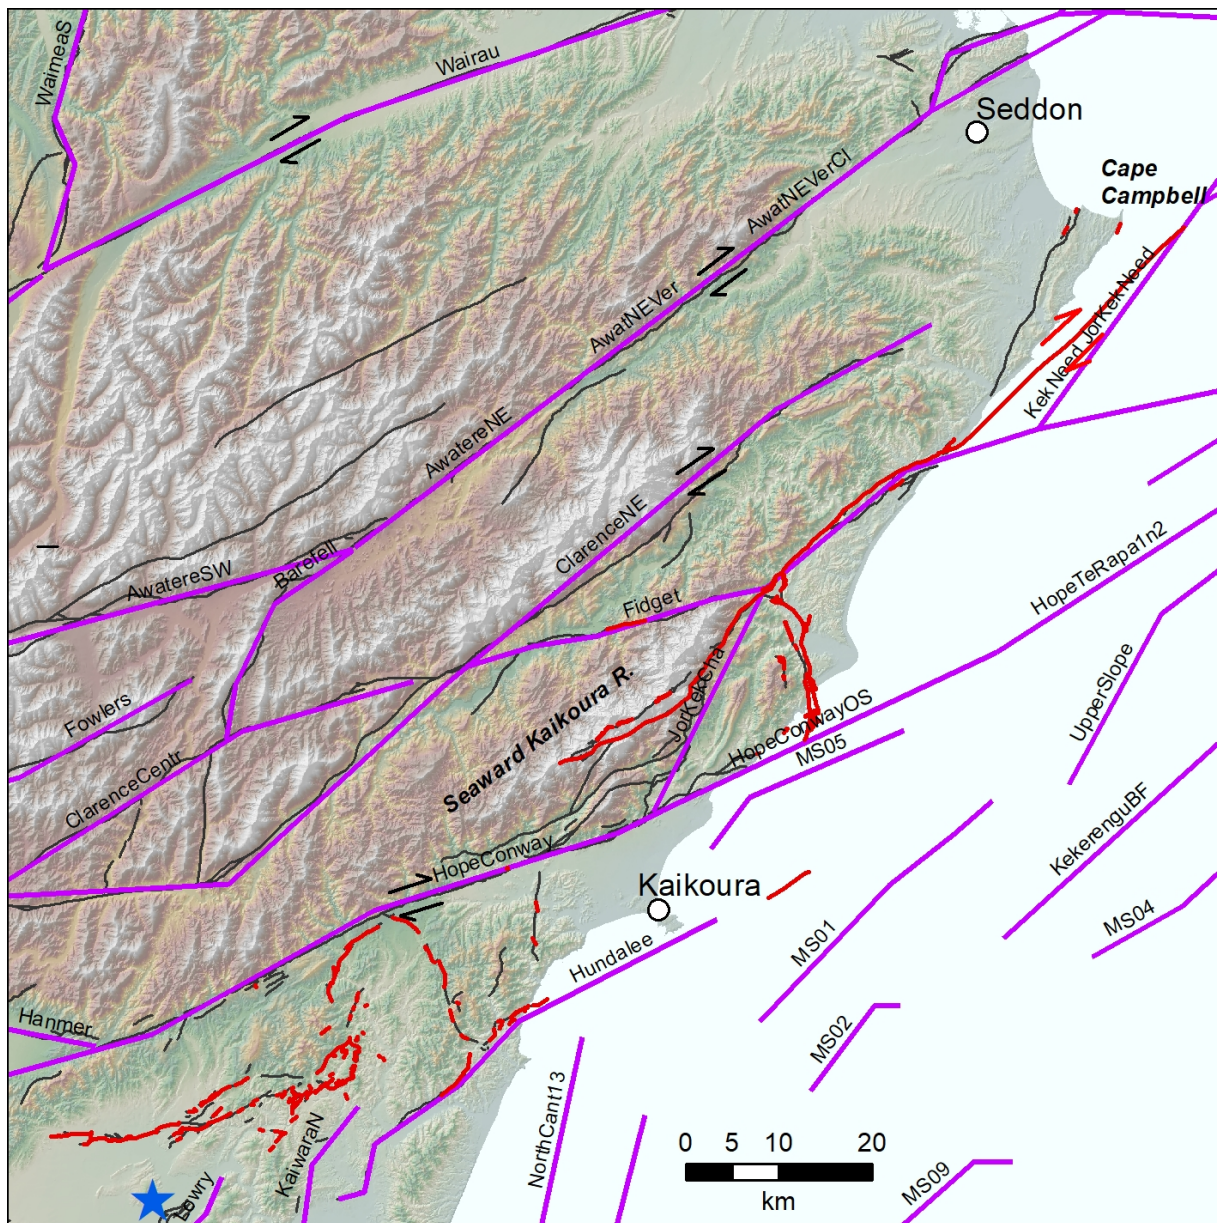 WaimeaS
Wairau
Seddon
Cape
Campbell
AwatNEVerCl
AwatNEVer
KekNeed
JorKekNeed
AwatereNE
ClarenceNE
AwatereSW
Barefell
Fidget
HopeTeRapa1n2
Fowlers
JorKekCha
Seaward Kaikoura R.
UpperSlope
HopeConwayOS
MS05
ClarenceCentr
KekerenguBF
HopeConway
Kaikoura
MS04
MS01
Hundalee
Hanmer
MS02
NorthCant13
KaiwaraN
0 5 10 20
km
MS09
Lowry